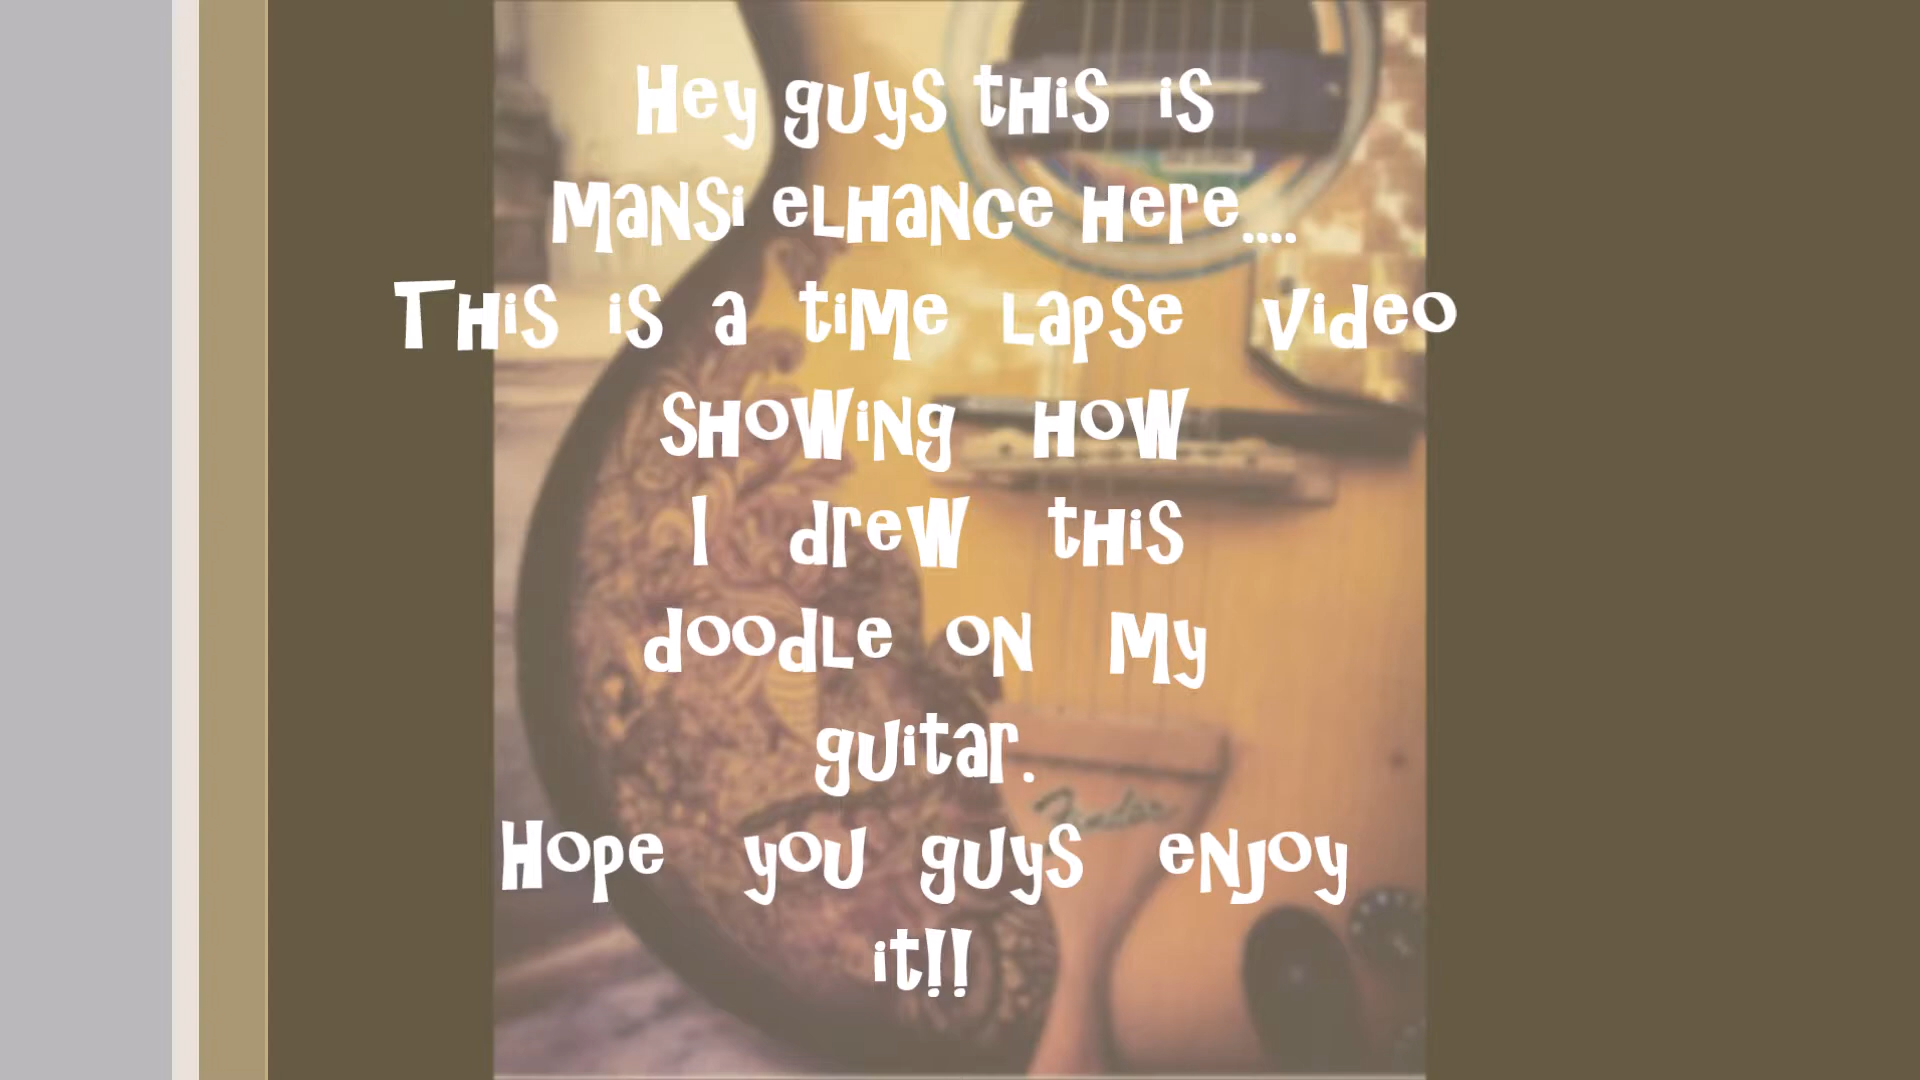 Hey guys this is
Mansi elhance here....
This is a time lapse video
showing how
I drew this
doodle on my
guitar.
Fender
Hope you guys enjoy
it!!